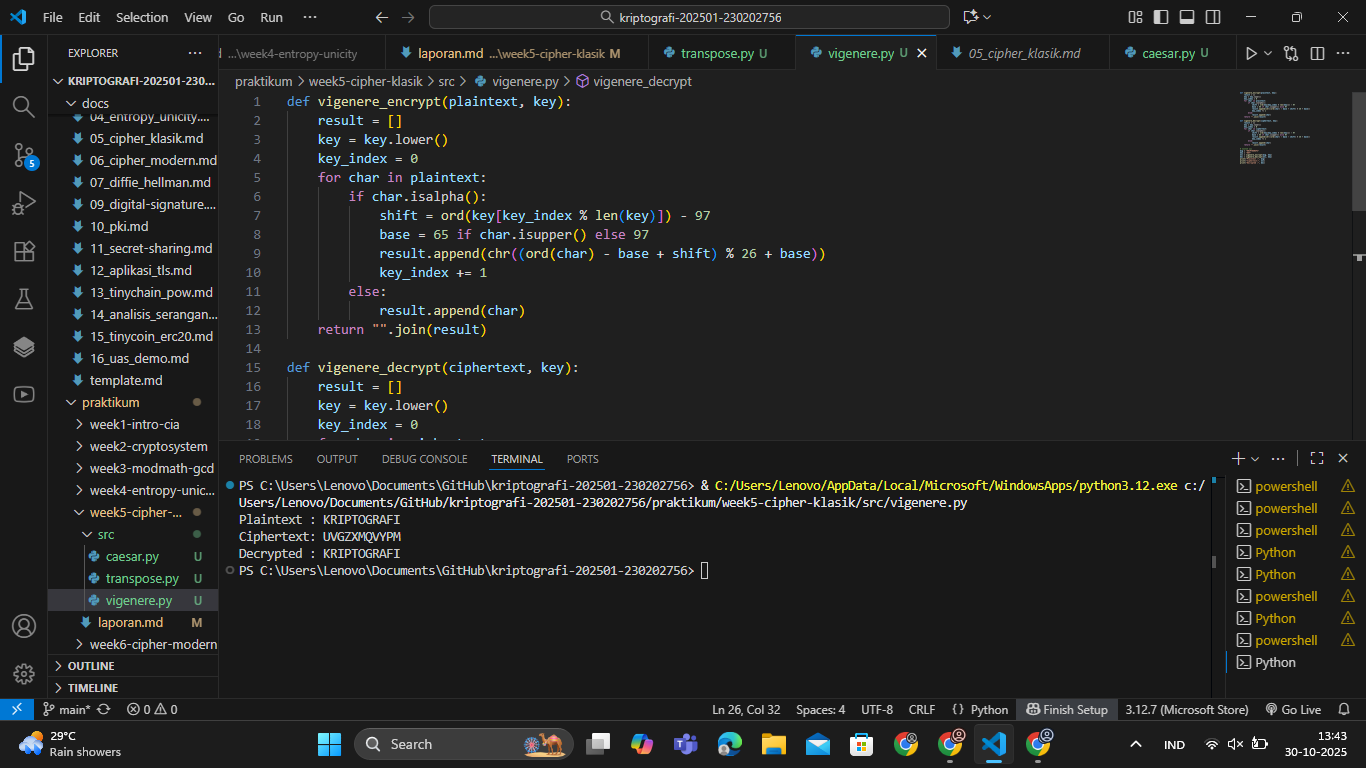 File Edit Selection View Go Run ··· kriptografi-202501-230202756
EXPLORER ···
KRIPTOGRAFI-202501-230...
docs
04_entropy_unicity....
05_cipher_klasik.md
06_cipher_modern.md
07_diffie_hellman.md
09_digital-signature....
10_pki.md
11_secret-sharing.md
12_aplikasi_tls.md
13_tinychain_pow.md
14_analisis_serangan...
15_tinycoin_erc20.md
16_uas_demo.md
template.md
praktikum
week1-intro-cia
week2-cryptosystem
week3-modmath-gcd
week4-entropy-unic...
week5-cipher-...
src
caesar.py U
transpose.py U
vigenere.py U
laporan.md M
week6-cipher-modern
OUTLINE
TIMELINE
5
...\week4-entropy-unicity laporan.md ...\week5-cipher-klasik M transpose.py U vigenere.py U 05_cipher_klasik.md caesar.py U ···
praktikum > week5-cipher-klasik > src > vigenere.py > vigenere_decrypt
1 def vigenere_encrypt(plaintext, key):
2 result = []
3 key = key.lower()
4 key_index = 0
5 for char in plaintext:
6 if char.isalpha():
7 shift = ord(key[key_index % len(key)]) - 97
8 base = 65 if char.isupper() else 97
9 result.append(chr((ord(char) - base + shift) % 26 + base))
10 key_index += 1
11 else:
12 result.append(char)
13 return "".join(result)
14
15 def vigenere_decrypt(ciphertext, key):
16 result = []
17 key = key.lower()
18 key_index = 0
PROBLEMS OUTPUT DEBUG CONSOLE TERMINAL PORTS ···
PS C:\Users\Lenovo\Documents\GitHub\kriptografi-202501-230202756> & C:/Users/Lenovo/AppData/Local/Microsoft/WindowsApps/python3.12.exe c:/
Users/Lenovo/Documents/GitHub/kriptografi-202501-230202756/praktikum/week5-cipher-klasik/src/vigenere.py
Plaintext : KRIPTOGRAFI
Ciphertext: UVGZXMQVYPM
Decrypted : KRIPTOGRAFI
PS C:\Users\Lenovo\Documents\GitHub\kriptografi-202501-230202756>
powershell
powershell
powershell
Python
Python
powershell
Python
powershell
Python
main* 0 0 Ln 26, Col 32 Spaces: 4 UTF-8 CRLF {} Python Finish Setup 3.12.7 (Microsoft Store) Go Live
29°C
Rain showers
Search
IND
13:43
30-10-2025